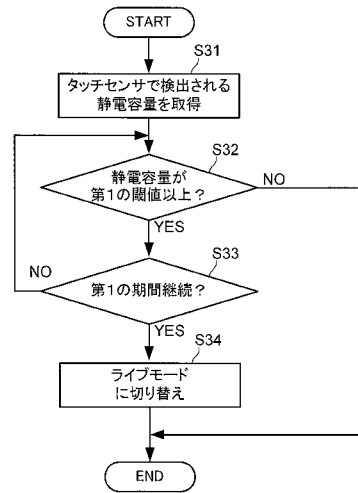 START
S31
タッチセンサで検出される
静電容量を取得
S32
静電容量が
第1の閾値以上?
NO
YES
S33
第1の期間継続?
NO
YES
S34
ライブモード
に切り替え
END